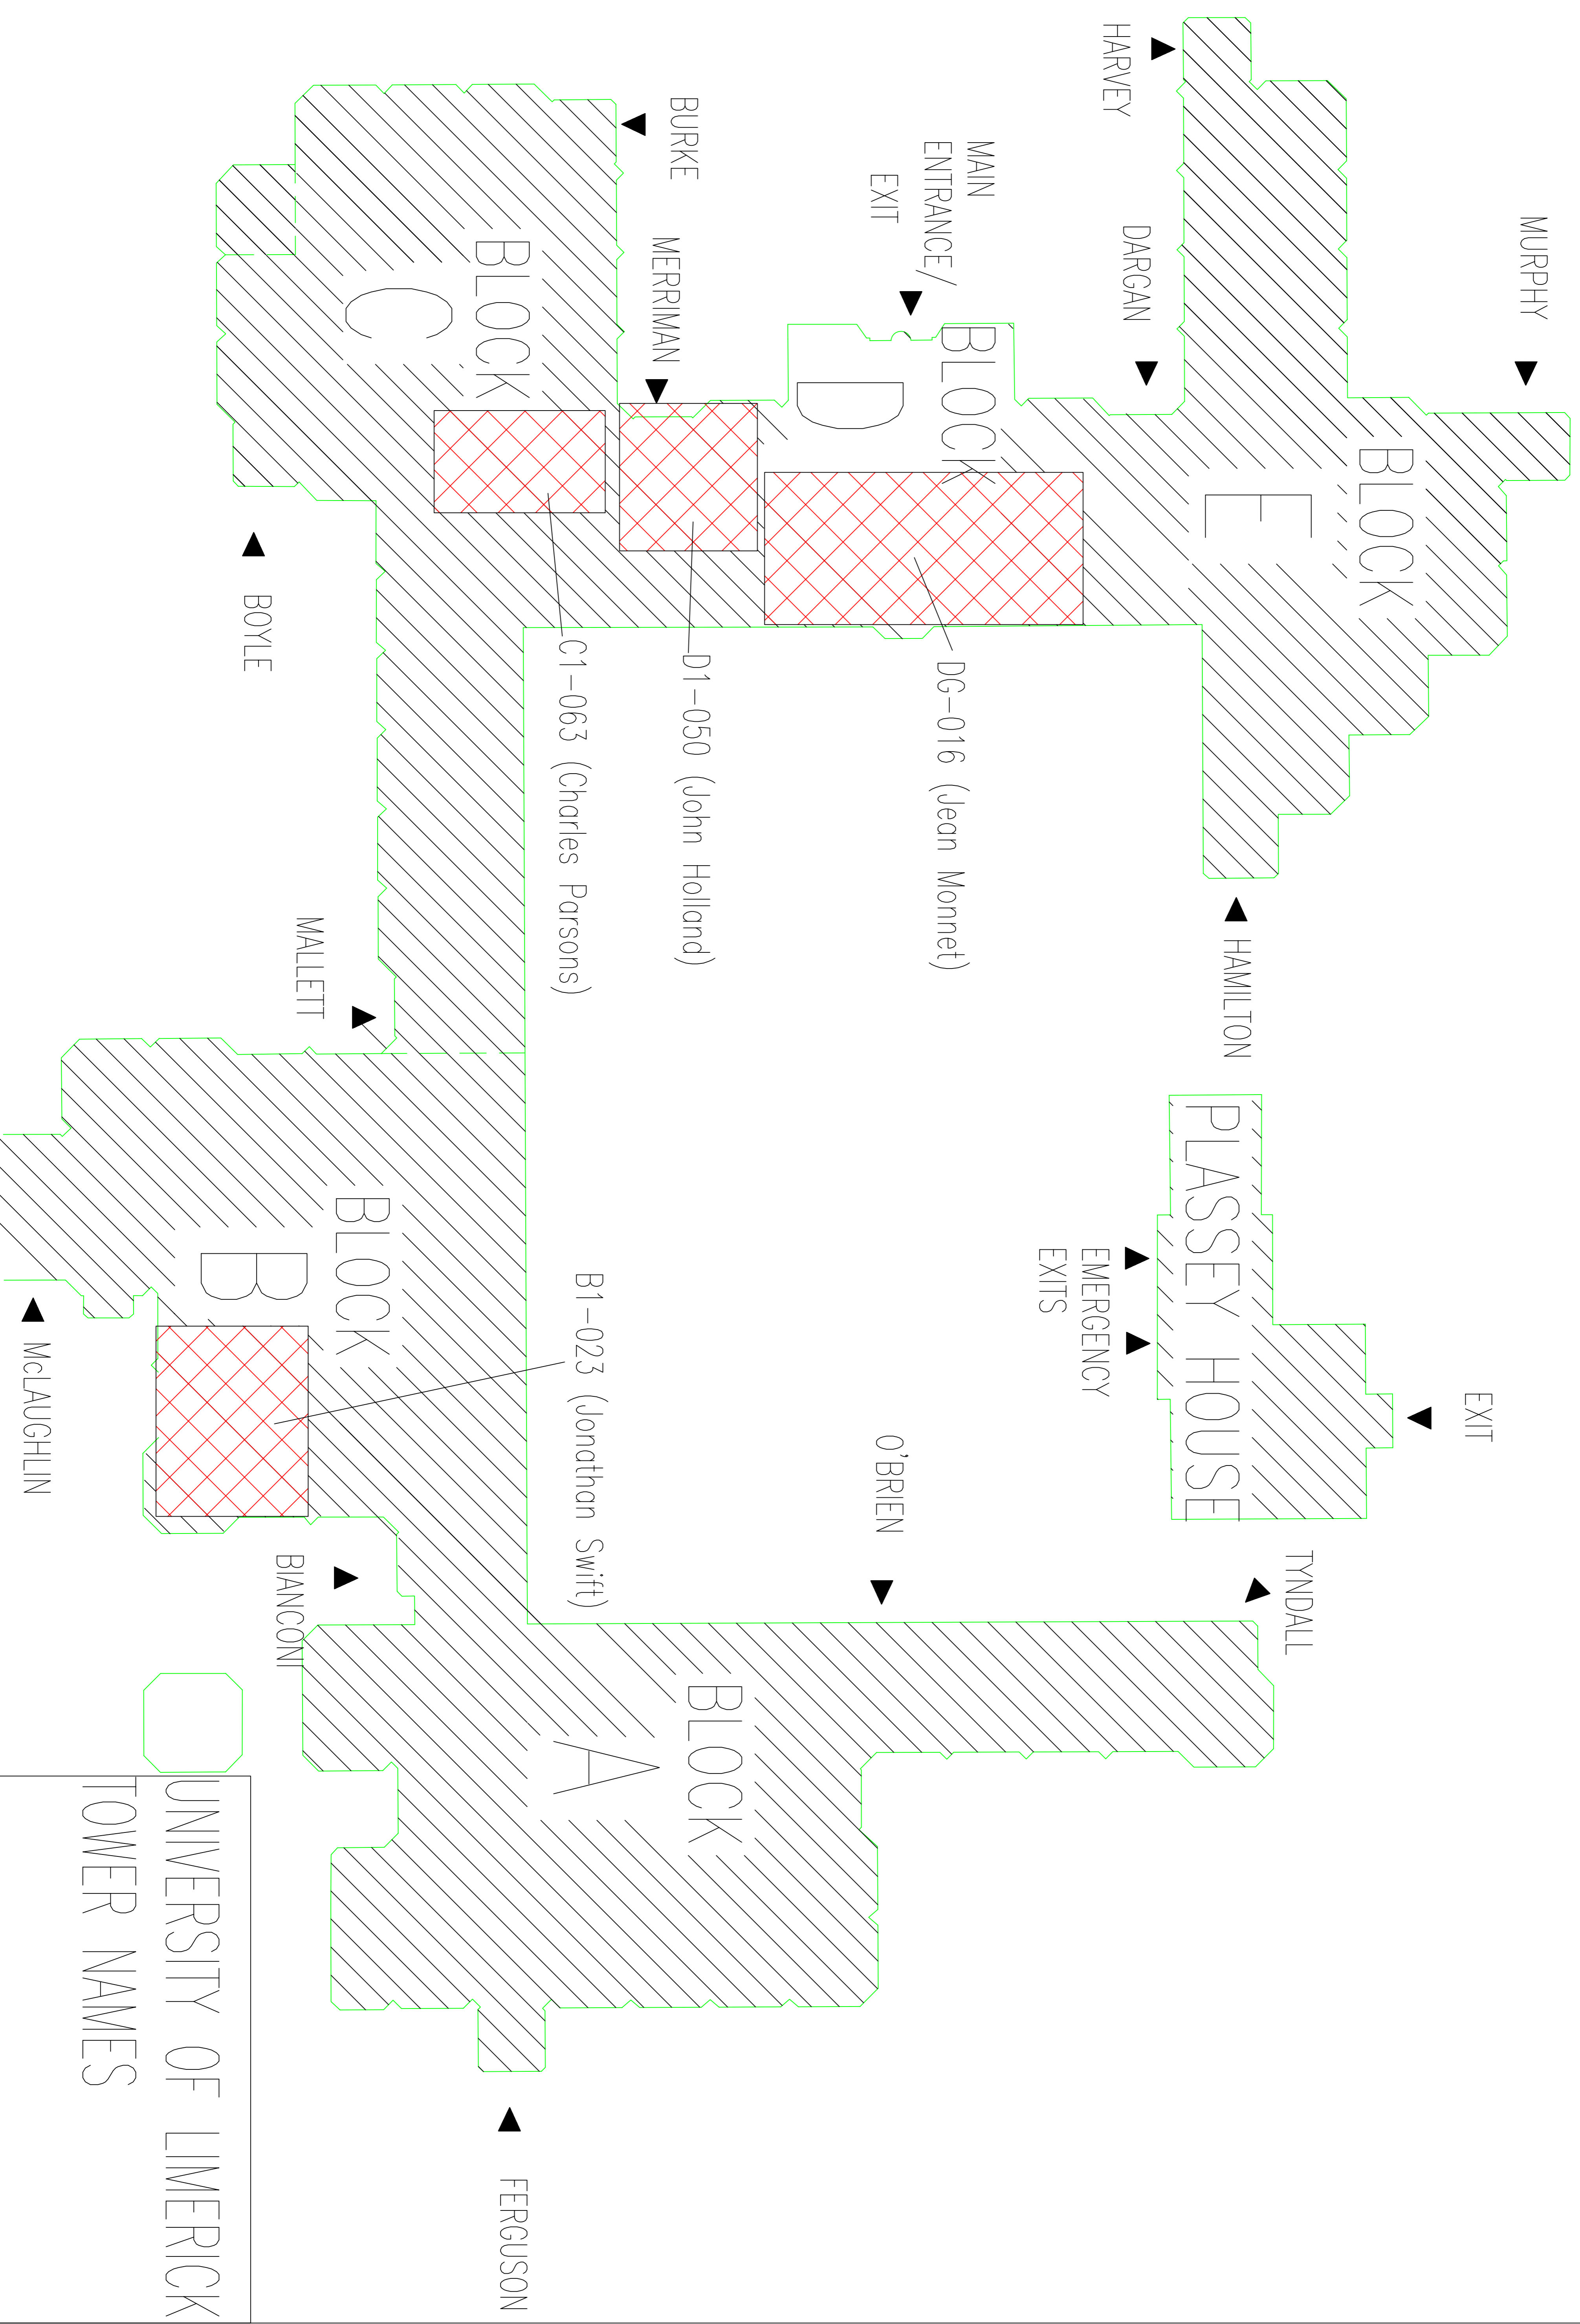 MURPHY
HARVEY
BLOCK
E
DARGAN
HAMILTON
MAIN
ENTRANCE/
EXIT
BLOCK
D
DG-016 (Jean Monnet)
BURKE
MERRIMAN
D1-050 (John Holland)
C1-063 (Charles Parsons)
BLOCK
C
BOYLE
EXIT
PLASSEY HOUSE
EMERGENCY
EXITS
TYNDALL
O'BRIEN
B1-023 (Jonathan Swift)
MALLETT
BLOCK
B
McLAUGHLIN
BIANCONI
BLOCK
A
FERGUSON
UNIVERSITY OF LIMERICK
TOWER NAMES